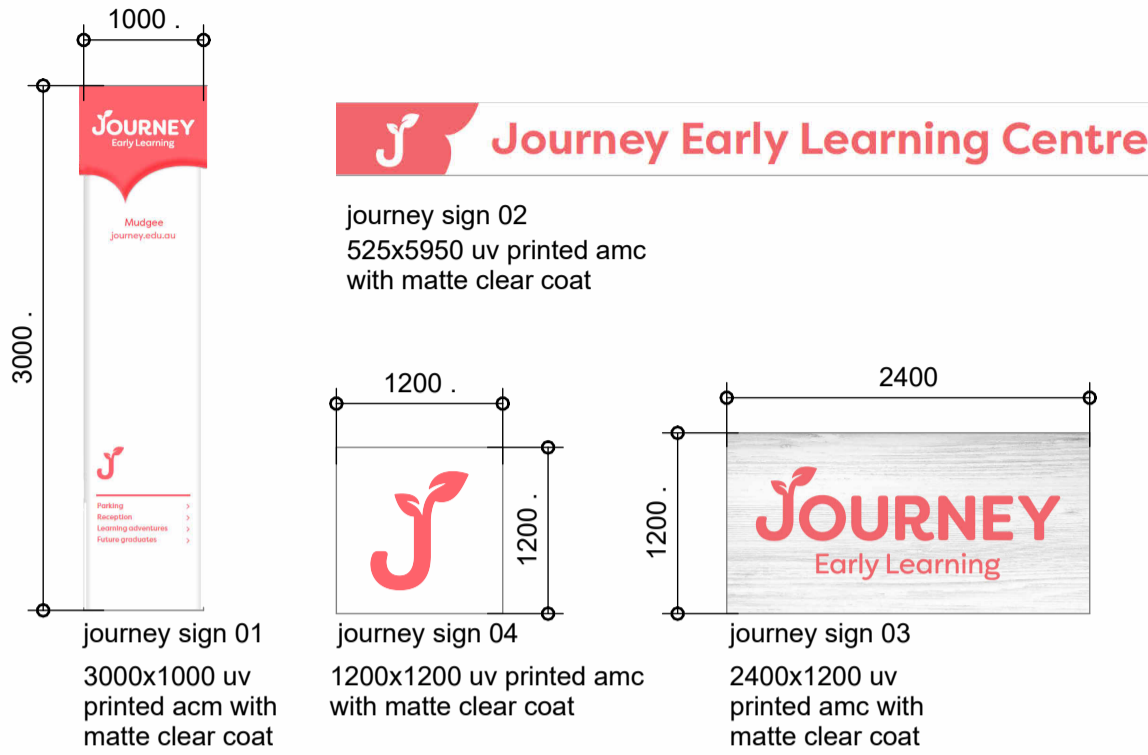 1000 .
3000 .
JOURNEY
Early Learning
Mudgee
journey.edu.au
J
Parking >
Reception >
Learning adventures >
Future graduates >
journey sign 01
3000x1000 uv
printed acm with
matte clear coat
J Journey Early Learning Centre
journey sign 02
525x5950 uv printed amc
with matte clear coat
1200 .
1200 .
J
journey sign 04
1200x1200 uv printed amc
with matte clear coat
2400
1200 .
JOURNEY
Early Learning
journey sign 03
2400x1200 uv
printed amc with
matte clear coat